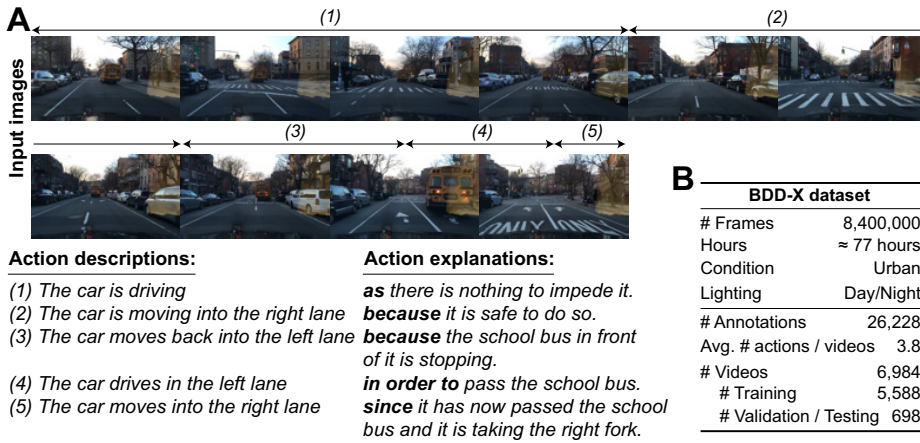 A
(1)
(2)
Input images
SCHOOL
(3)
(4)
(5)
ONLY ONLY
Action descriptions:
Action explanations:
(1) The car is driving as there is nothing to impede it.
(2) The car is moving into the right lane because it is safe to do so.
(3) The car moves back into the left lane because the school bus in front
of it is stopping.
(4) The car drives in the left lane in order to pass the school bus.
(5) The car moves into the right lane since it has now passed the school
bus and it is taking the right fork.
B
BDD-X dataset
# Frames 8,400,000
Hours ≈ 77 hours
Condition Urban
Lighting Day/Night
# Annotations 26,228
Avg. # actions / videos 3.8
# Videos 6,984
# Training 5,588
# Validation / Testing 698